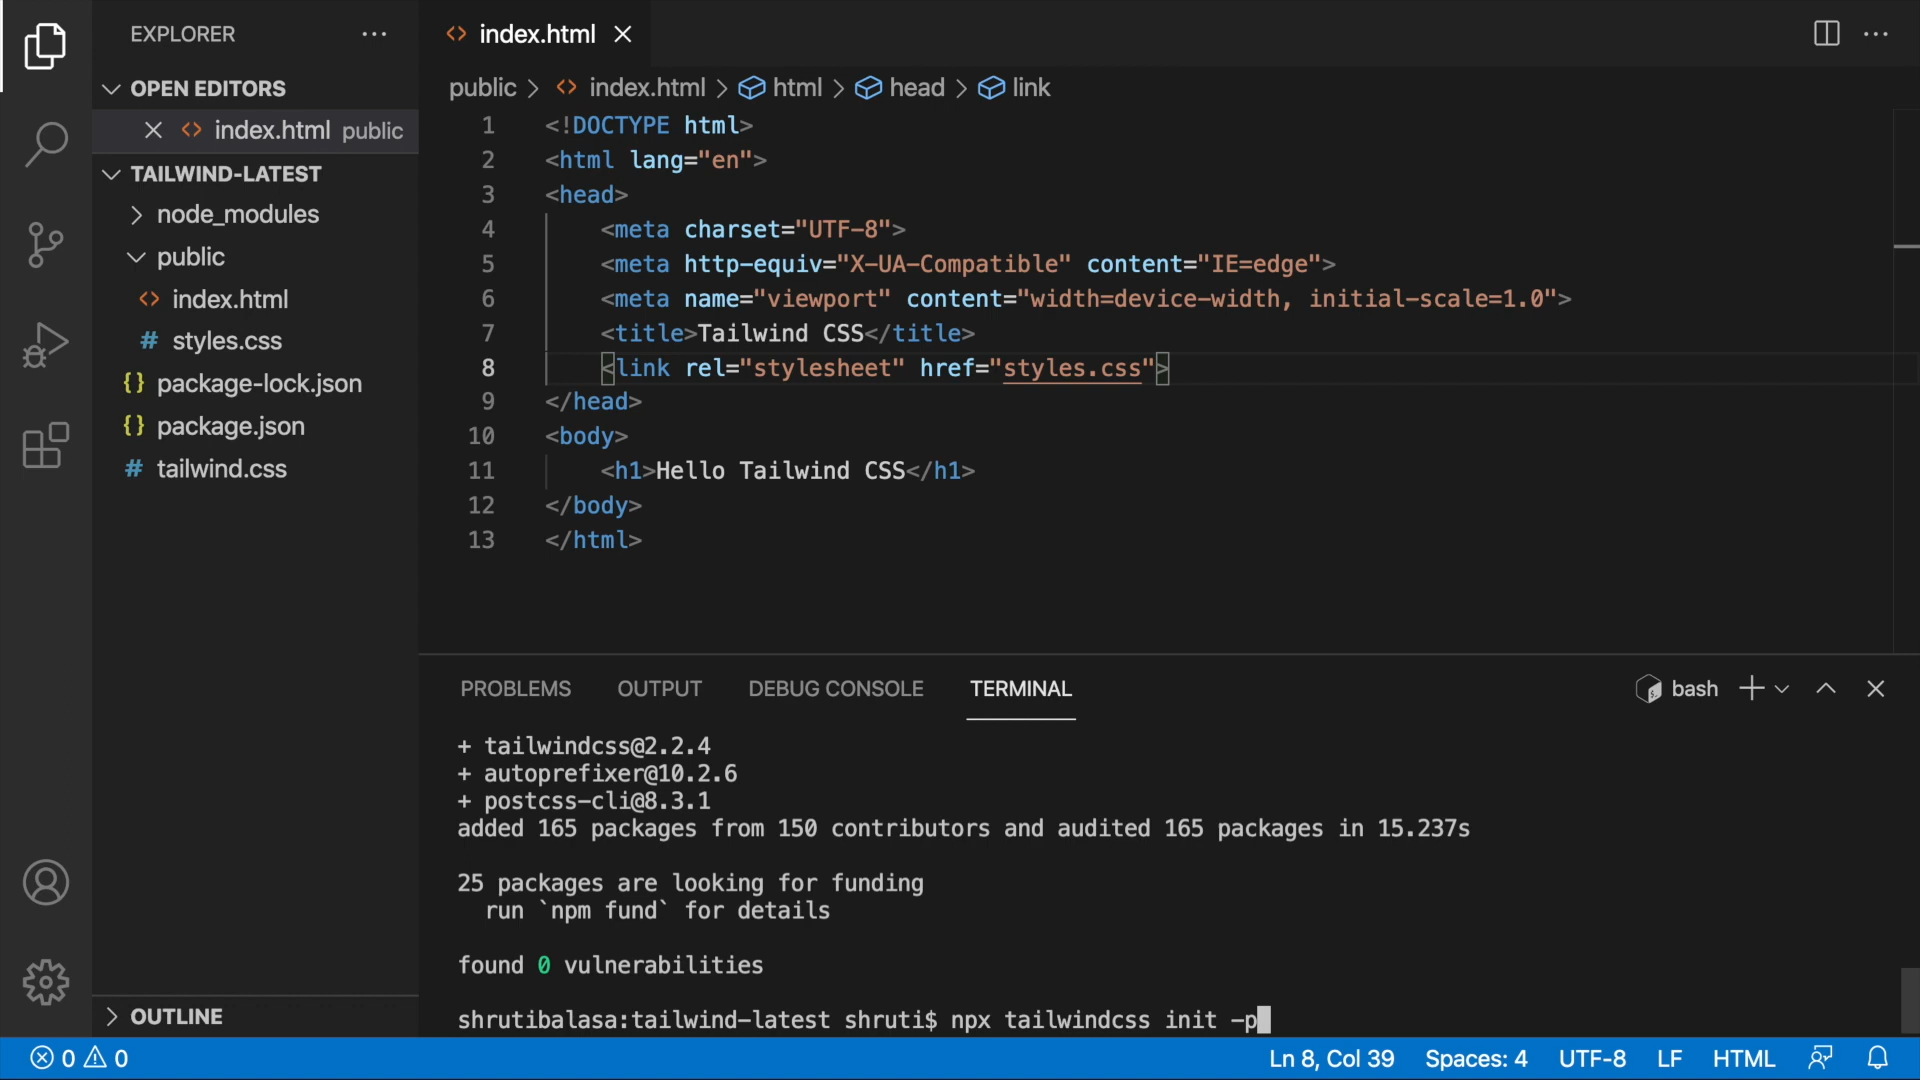 EXPLORER
OPEN EDITORS
index.html public
TAILWIND-LATEST
node_modules
public
index.html
styles.css
package-lock.json
package.json
tailwind.css
OUTLINE
index.html
public > index.html > html > head > link
1 <!DOCTYPE html>
2 <html lang="en">
3 <head>
4 <meta charset="UTF-8">
5 <meta http-equiv="X-UA-Compatible" content="IE=edge">
6 <meta name="viewport" content="width=device-width, initial-scale=1.0">
7 <title>Tailwind CSS</title>
8 <link rel="stylesheet" href="styles.css">
9 </head>
10 <body>
11 <h1>Hello Tailwind CSS</h1>
12 </body>
13 </html>
PROBLEMS OUTPUT DEBUG CONSOLE TERMINAL bash
+ tailwindcss@2.2.4
+ autoprefixer@10.2.6
+ postcss-cli@8.3.1
added 165 packages from 150 contributors and audited 165 packages in 15.237s
25 packages are looking for funding
run `npm fund` for details
found 0 vulnerabilities
shrutibalasa:tailwind-latest shruti$ npx tailwindcss init -p
0 0 Ln 8, Col 39 Spaces: 4 UTF-8 LF HTML